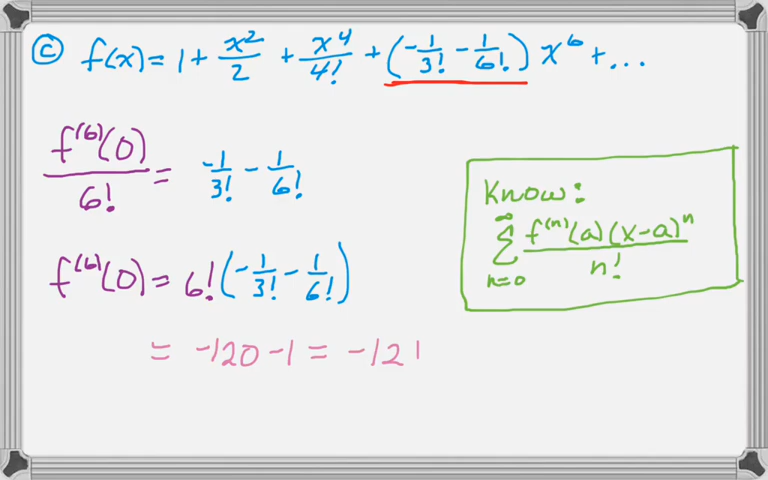 ⓒ f(x) = 1 + x²/2 + x⁴/4! + (-1/3! - 1/6!) x⁶ + ...
f⁽⁶⁾(0)/6! = -1/3! - 1/6!
f⁽⁶⁾(0) = 6! (-1/3! - 1/6!)
= -120 - 1 = -121
Know:
∞ Σ n=0 f⁽ⁿ⁾(a)(x-a)ⁿ/n!